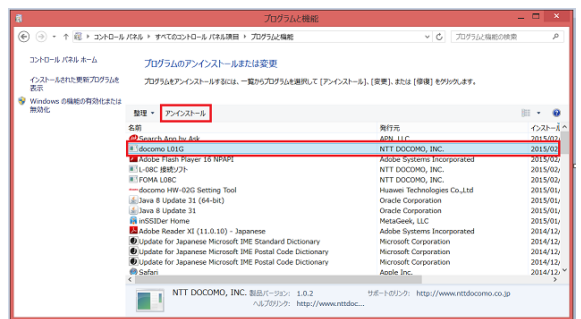 プログラムと機能
コントロール パネル ▸ すべてのコントロール パネル項目 ▸ プログラムと機能
プログラムと機能の検索
コントロール パネル ホーム
インストールされた更新プログラムを
表示
Windows の機能の有効化または
無効化
プログラムのアンインストールまたは変更
プログラムをアンインストールするには、一覧からプログラムを選択して [アンインストール]、[変更]、または [修復] をクリックします。
整理 ▾ アンインストール
名前 発行元 インストール
Search App by Ask APN, LLC 2015/02/
docomo L01G NTT DOCOMO, INC. 2015/02
Adobe Flash Player 16 NPAPI Adobe Systems Incorporated 2015/02/
L-08C 接続ソフト NTT DOCOMO, INC. 2015/01/
FOMA L08C NTT DOCOMO, INC. 2015/01/
docomo HW-02G Setting Tool Huawei Technologies Co.,Ltd 2015/01/
Java 8 Update 31 (64-bit) Oracle Corporation 2015/01/
Java 8 Update 31 Oracle Corporation 2015/01/
inSSIDer Home MetaGeek, LLC 2015/01/
Adobe Reader XI (11.0.10) - Japanese Adobe Systems Incorporated 2014/12/
Update for Japanese Microsoft IME Standard Dictionary Microsoft Corporation 2014/12/
Update for Japanese Microsoft IME Postal Code Dictionary Microsoft Corporation 2014/12/
Update for Japanese Microsoft IME Postal Code Dictionary Microsoft Corporation 2014/12/
Safari Apple Inc. 2014/12/
NTT DOCOMO, INC. 製品バージョン: 1.0.2 サポートのリンク: http://www.nttdocomo.co.jp
ヘルプのリンク: http://www.nttdoc...